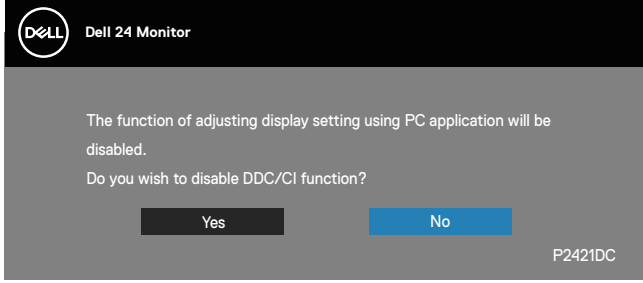 DELL
Dell 24 Monitor
The function of adjusting display setting using PC application will be
disabled.
Do you wish to disable DDC/CI function?
Yes No
P2421DC